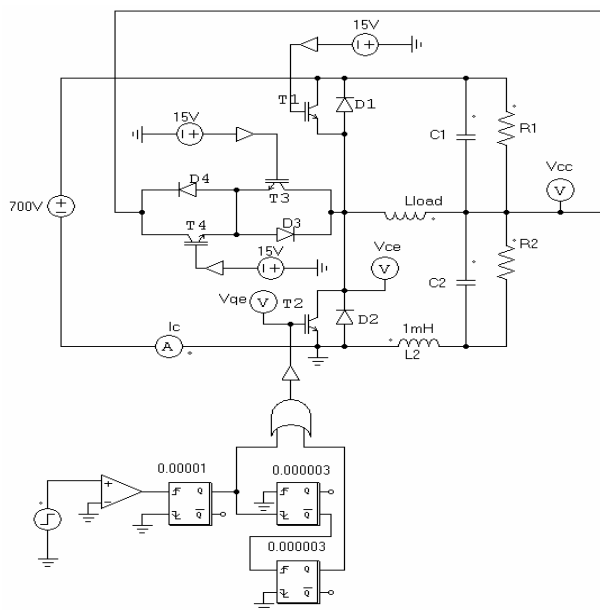 15V
T1
D1
15V
C1
R1
D4
T3
Vcc
V
700V
Lload
T4
D3
Vce
V
R2
15V
Vqe
V
T2
C2
D2
Ic
A
1mH
L2
0.00001
0.000003
Q
Q
Q
Q
0.000003
Q
Q